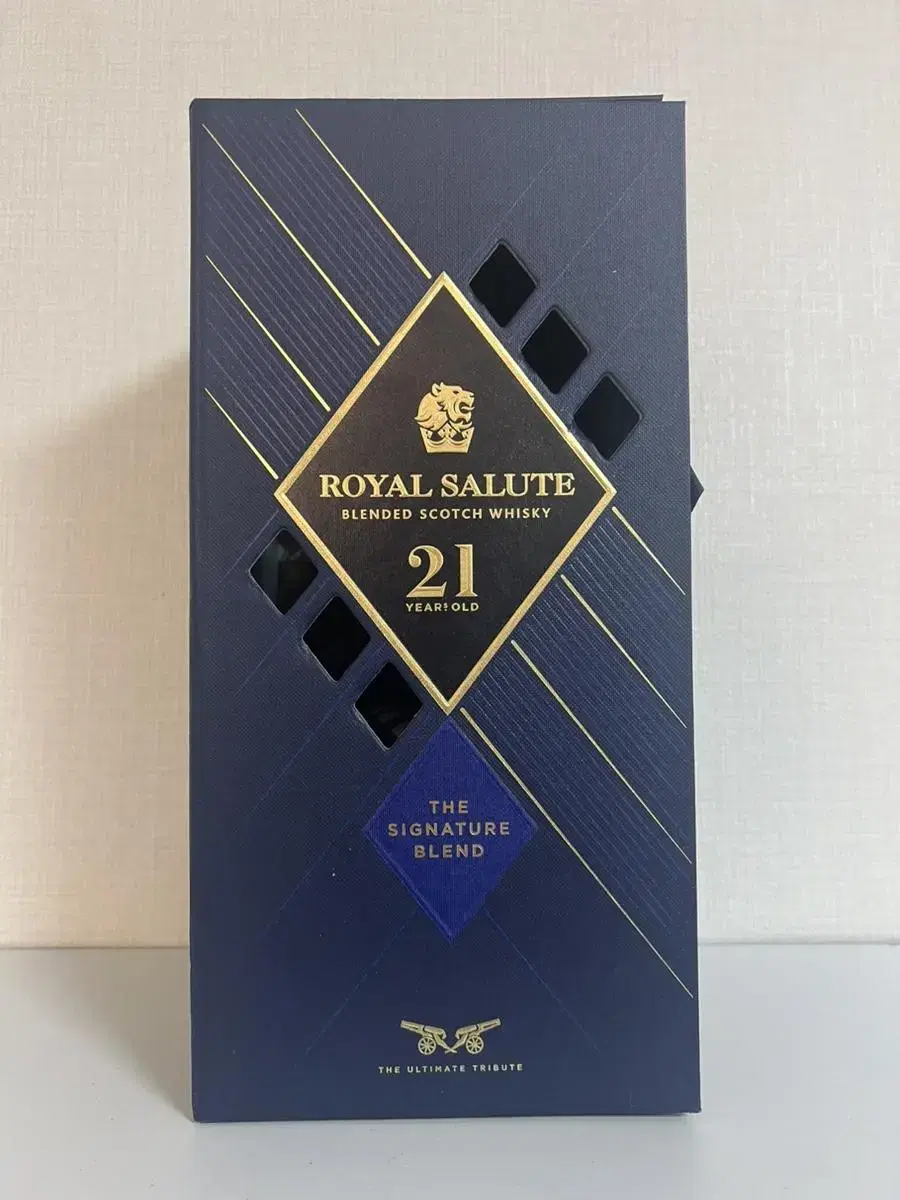 ROYAL SALUTE
BLENDED SCOTCH WHISKY
21
YEARS OLD
THE
SIGNATURE
BLEND
THE ULTIMATE TRIBUTE